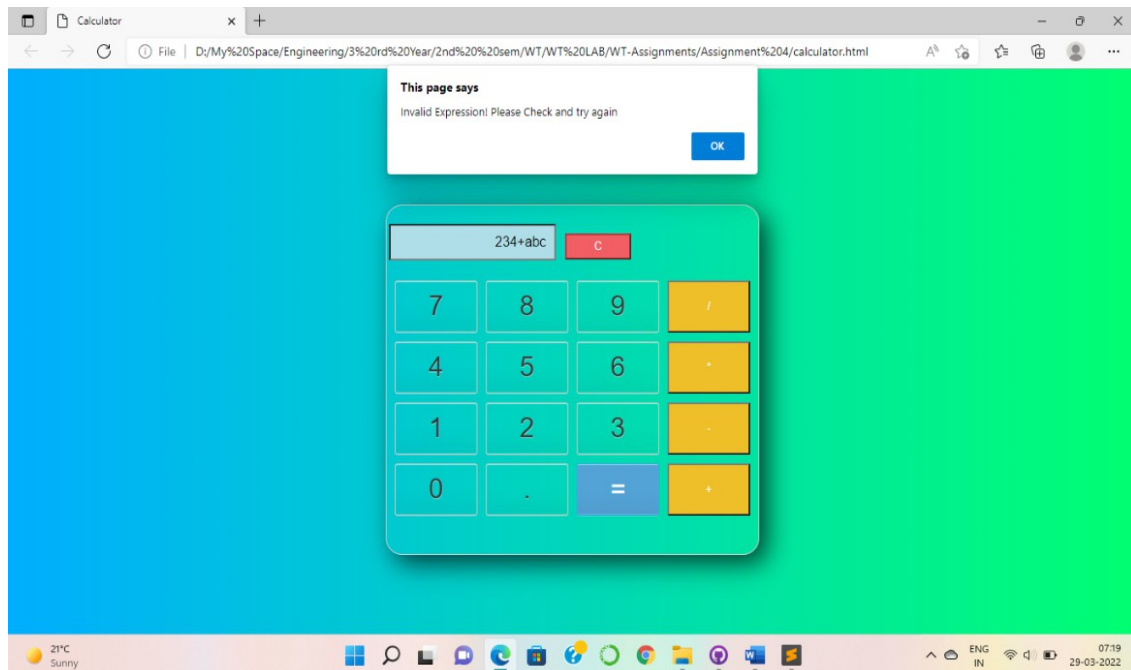 Calculator
File | D:/My%20Space/Engineering/3%20rd%20Year/2nd%20%20sem/WT/WT%20LAB/WT-Assignments/Assignment%204/calculator.html
This page says
Invalid Expression! Please Check and try again
OK
234+abc
C
7 8 9 /
4 5 6 *
1 2 3 -
0 . = +
21°C
Sunny
ENG
IN
07:19
29-03-2022